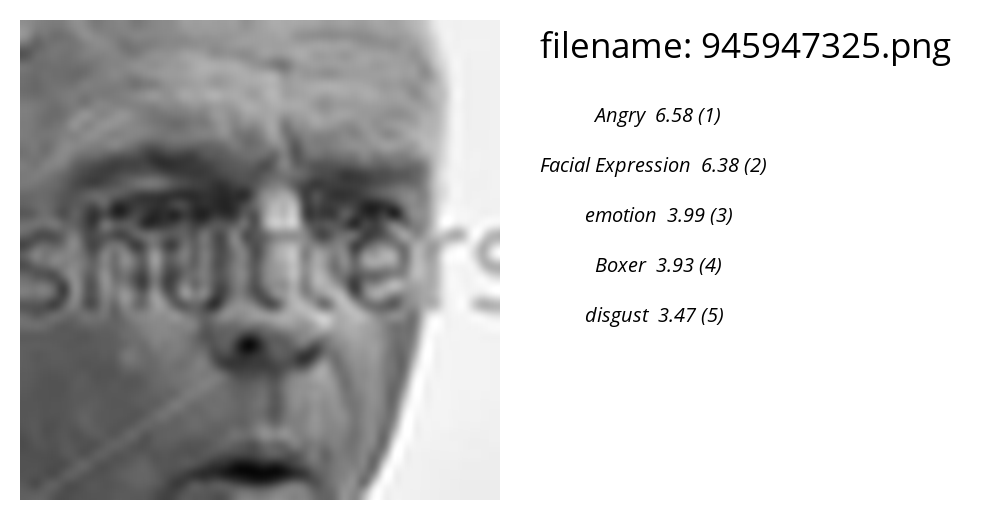 filename: 945947325.png
Angry 6.58 (1)
Facial Expression 6.38 (2)
emotion 3.99 (3)
Boxer 3.93 (4)
disgust 3.47 (5)
shutters